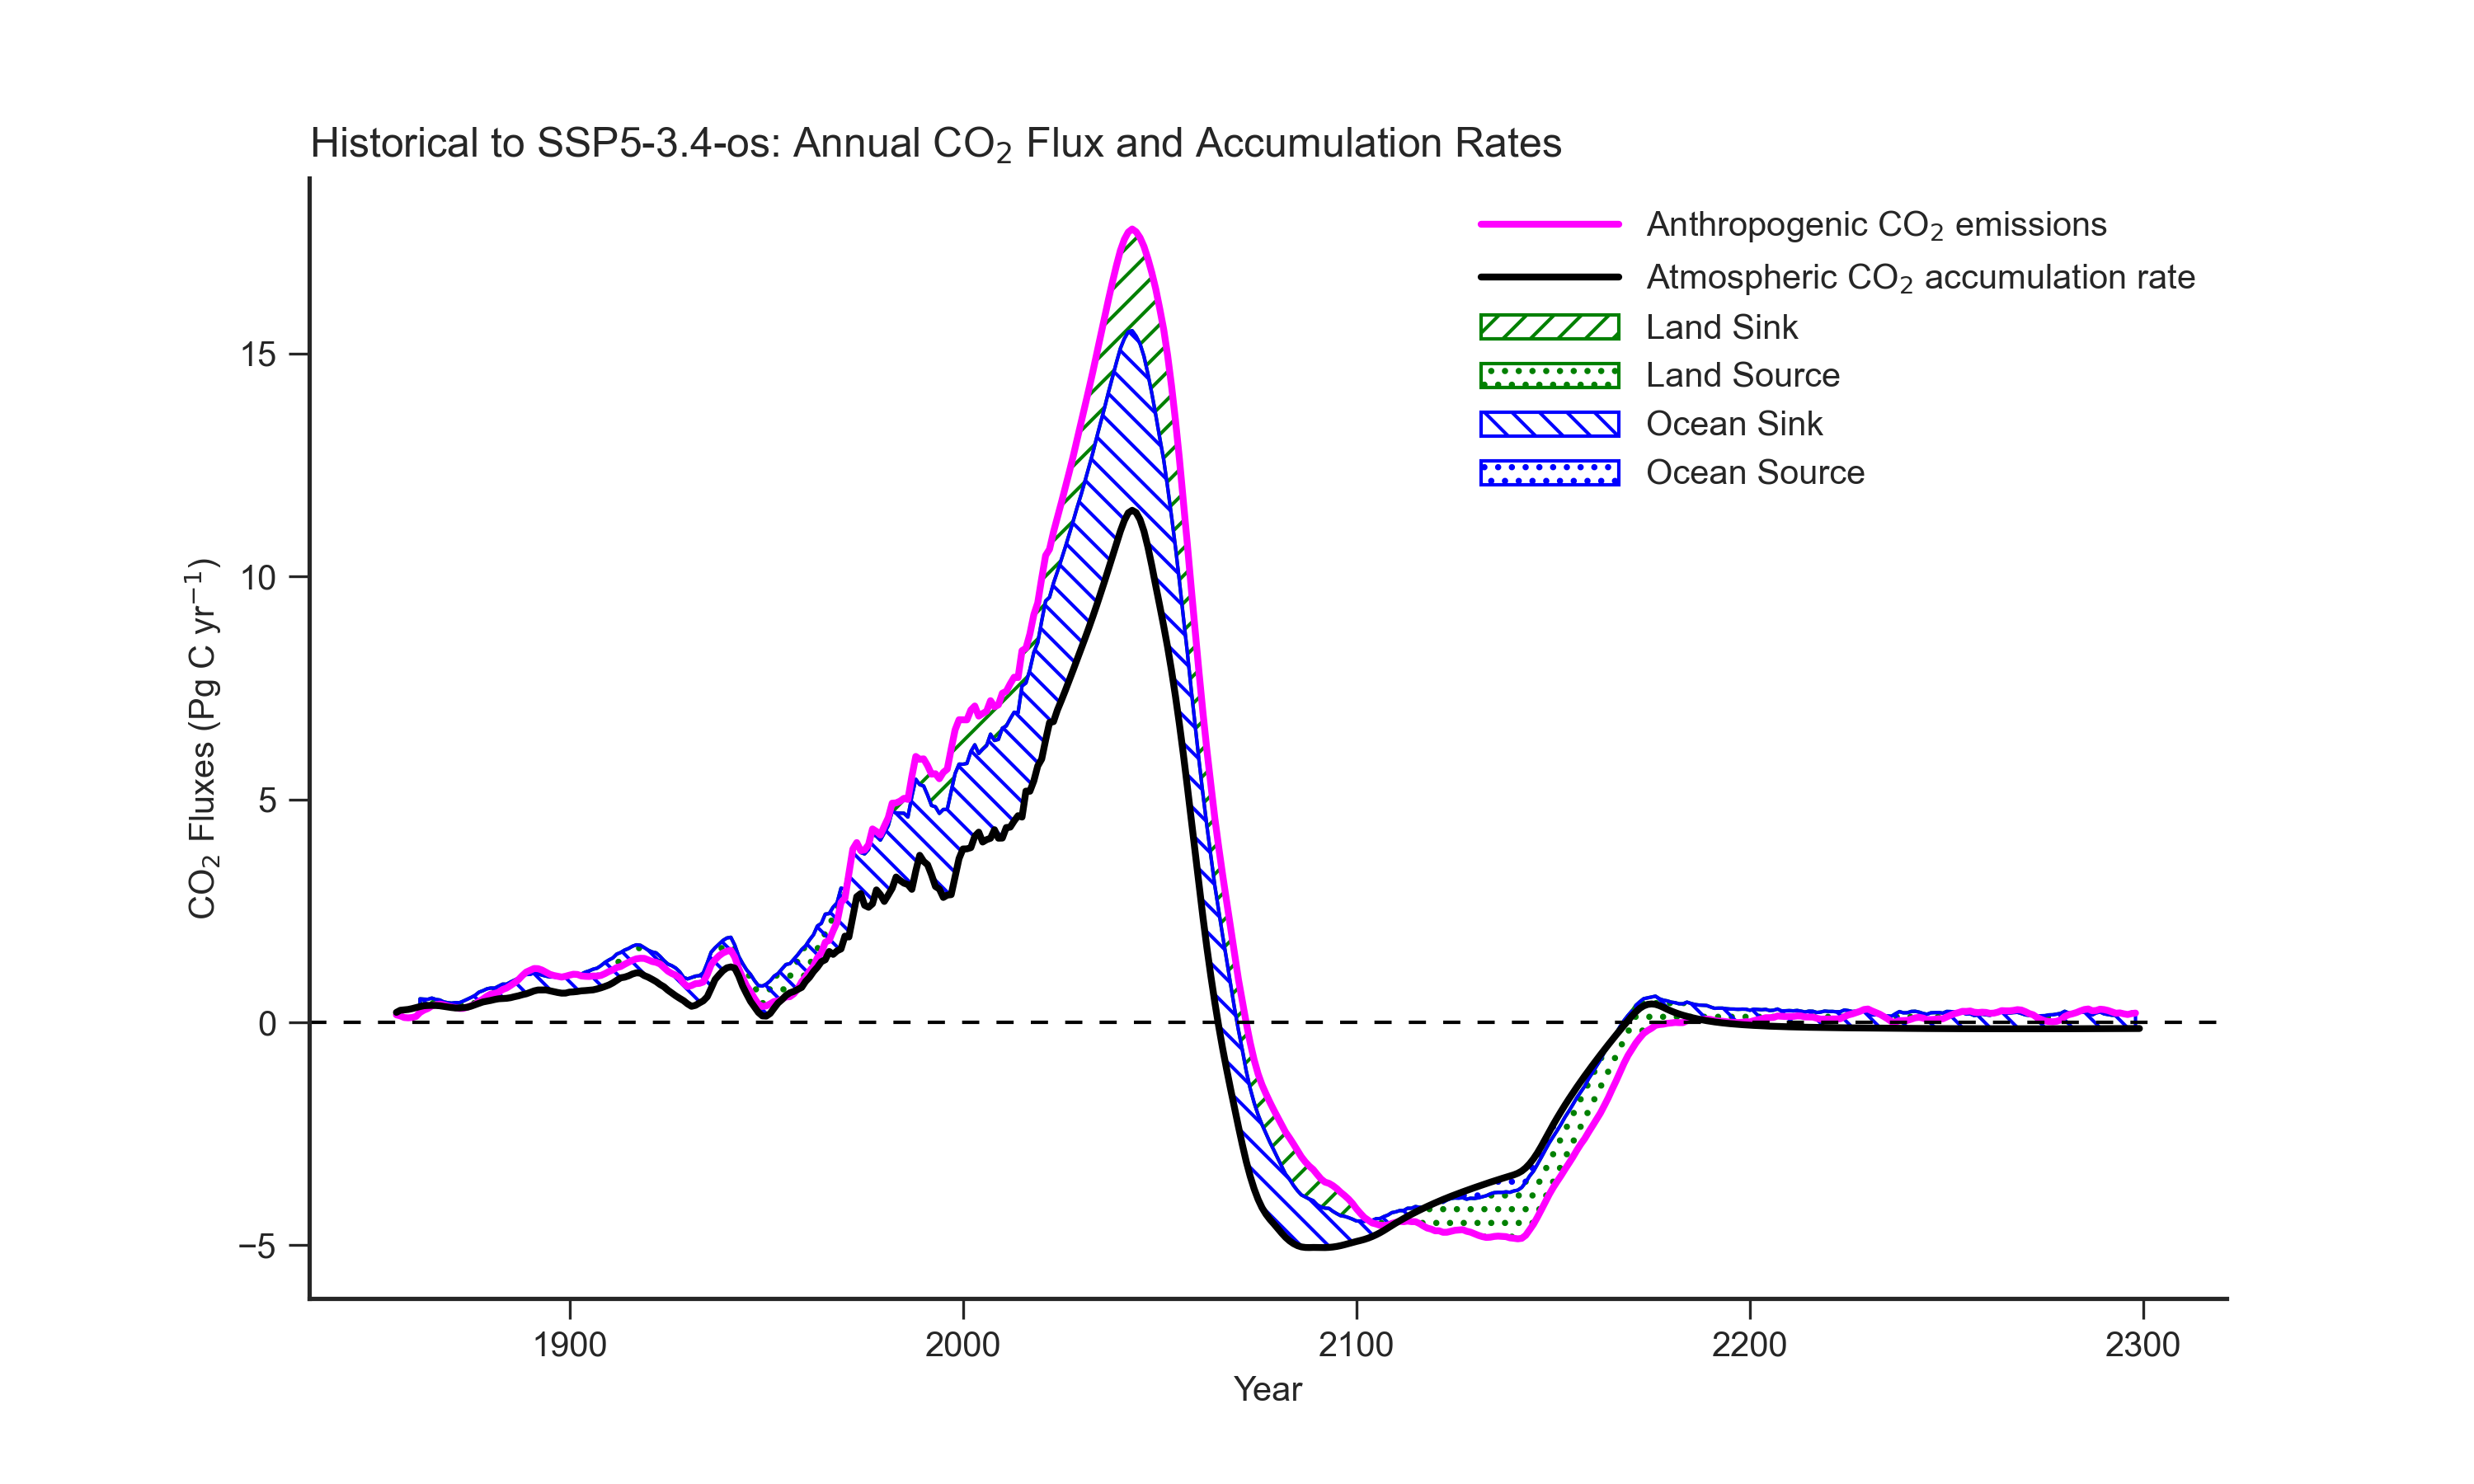 Historical to SSP5-3.4-os: Annual CO₂ Flux and Accumulation Rates
Anthropogenic CO₂ emissions
Atmospheric CO₂ accumulation rate
Land Sink
Land Source
Ocean Sink
Ocean Source
CO₂ Fluxes (Pg C yr⁻¹)
15
10
5
0
−5
1900
2000
2100
2200
2300
Year